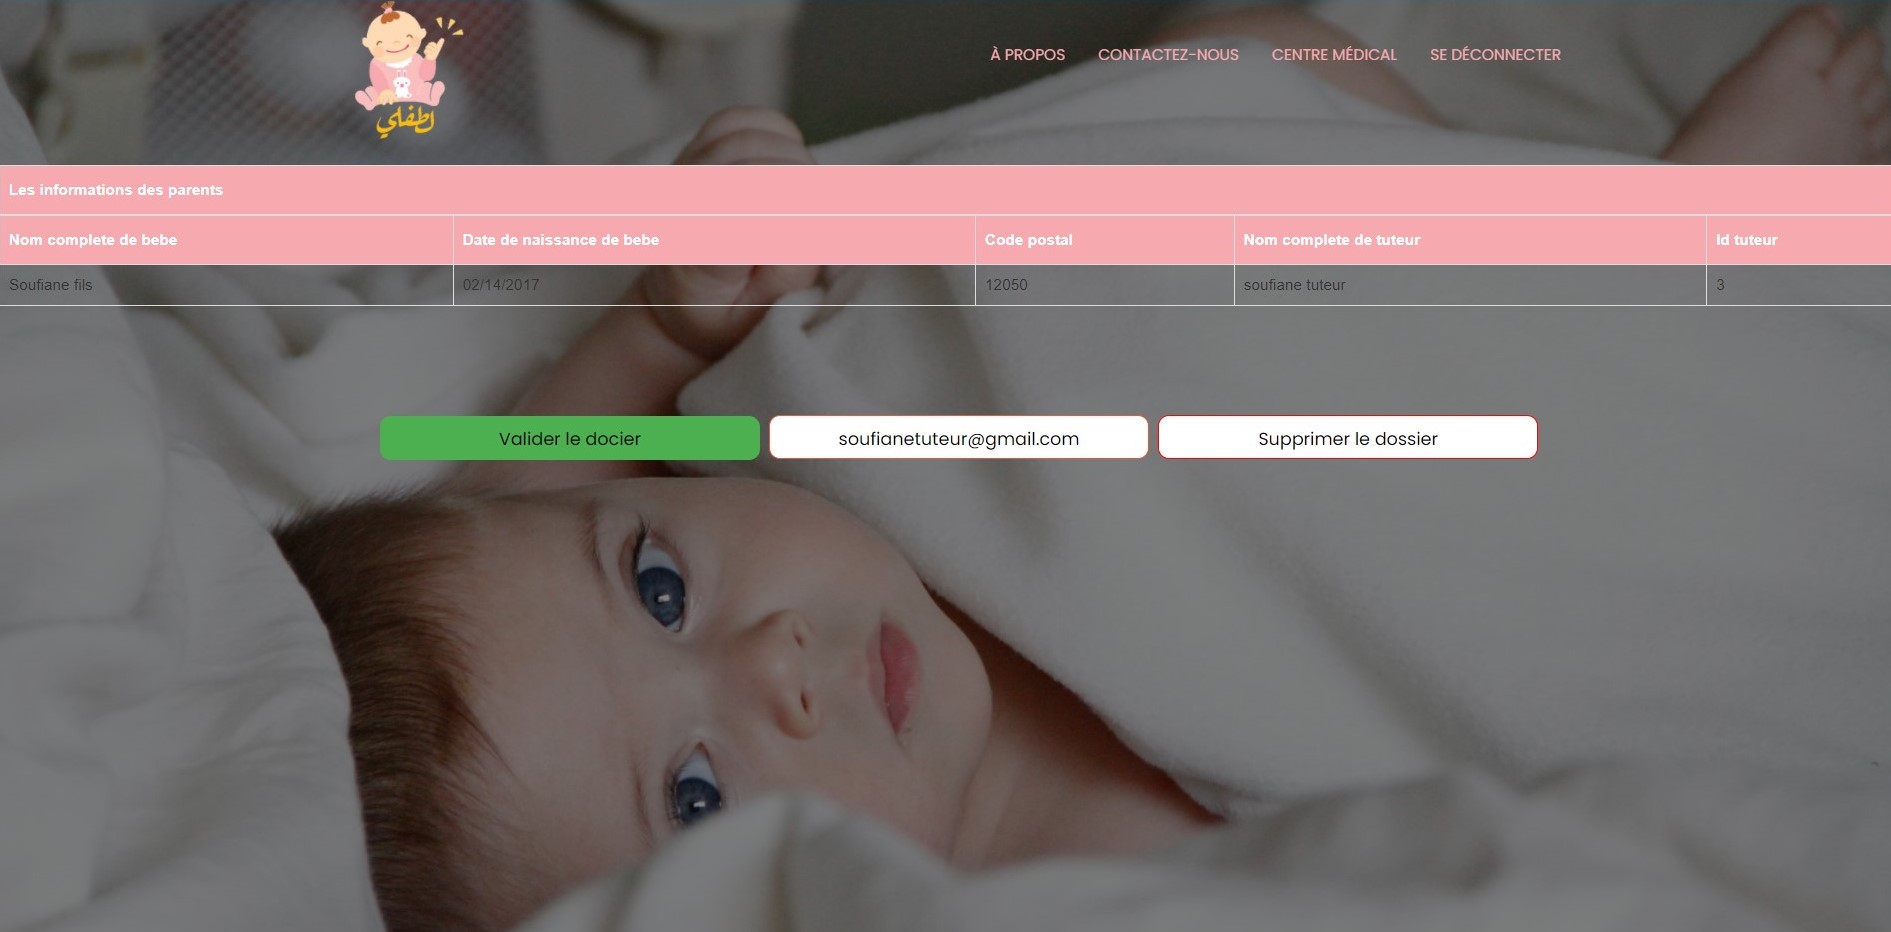 لطفلي
À PROPOS CONTACTEZ-NOUS CENTRE MÉDICAL SE DÉCONNECTER
Les informations des parents
Nom complete de bebe Date de naissance de bebe Code postal Nom complete de tuteur Id tuteur
Soufiane fils 02/14/2017 12050 soufiane tuteur 3
Valider le docier soufianetuteur@gmail.com Supprimer le dossier